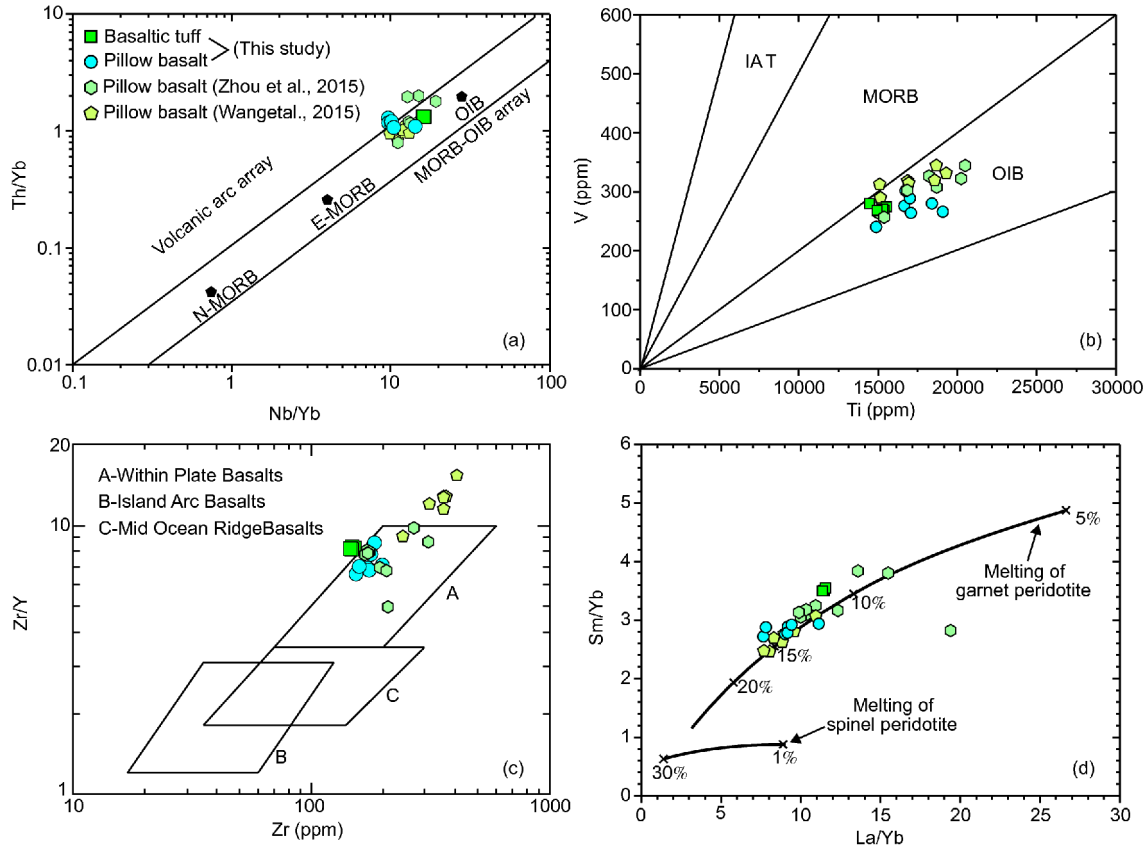 10
1
0.1
0.01
Th/Yb
Basaltic tuff
Pillow basalt
(This study)
Pillow basalt (Zhou et al., 2015)
Pillow basalt (Wangetal., 2015)
Volcanic arc array
MORB-OIB array
OIB
E-MORB
N-MORB
(a)
0.1
1
10
100
Nb/Yb
600
500
400
300
200
100
0
V (ppm)
IAT
MORB
OIB
(b)
0
5000
10000
15000
20000
25000
30000
Ti (ppm)
20
10
1
Zr/Y
A-Within Plate Basalts
B-Island Arc Basalts
C-Mid Ocean RidgeBasalts
A
C
B
(c)
10
100
1000
Zr (ppm)
6
5
4
3
2
1
0
Sm/Yb
5%
Melting of
garnet peridotite
10%
15%
20%
Melting of
spinel peridotite
1%
30%
(d)
0
5
10
15
20
25
30
La/Yb